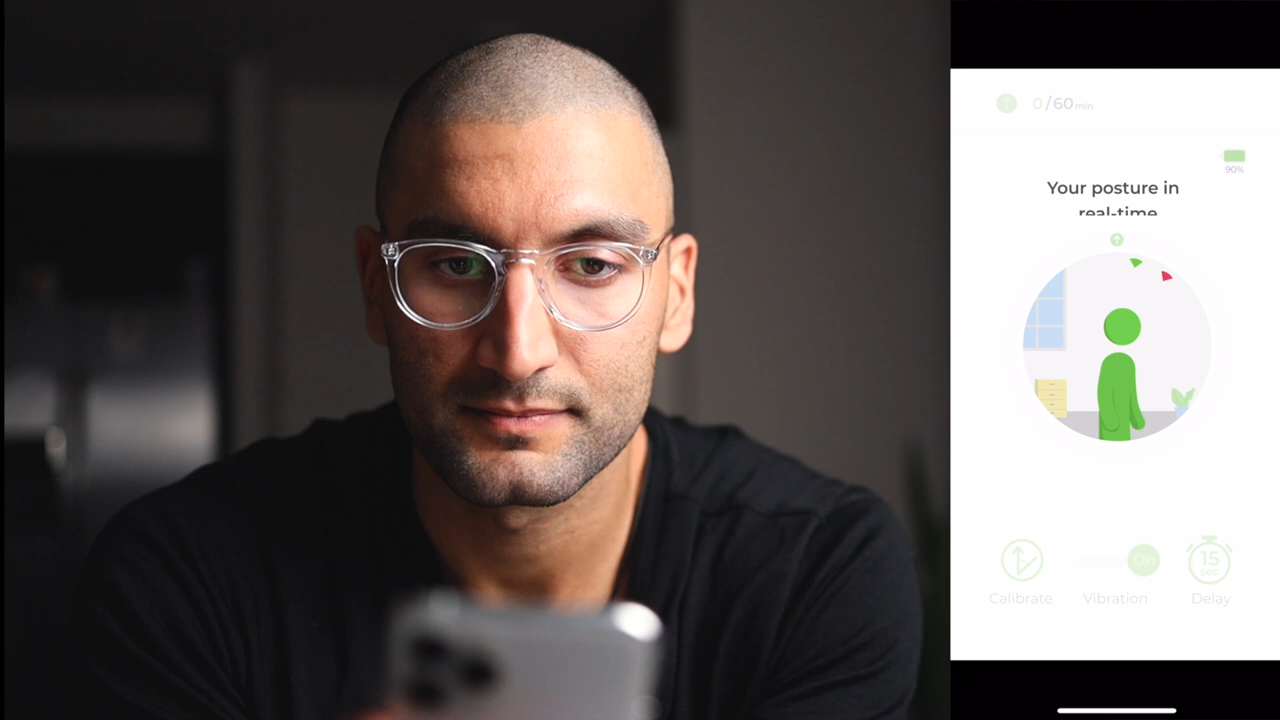 0/60min
90%
Your posture in
real-time
On
15
SEC
Calibrate
Vibration
Delay